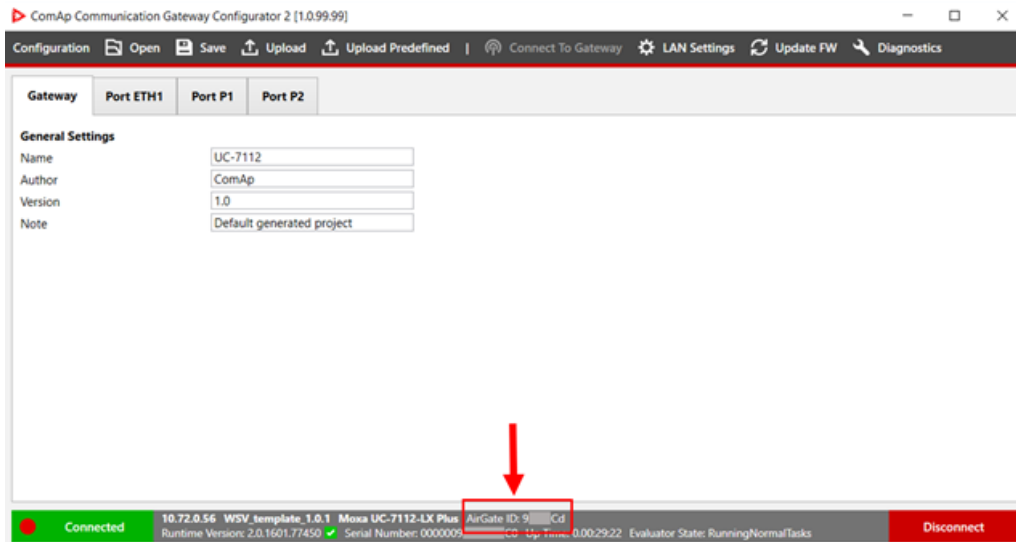 ComAp Communication Gateway Configurator 2 [1.0.99.99]
Configuration Open Save Upload Upload Predefined | Connect To Gateway LAN Settings Update FW Diagnostics
Gateway Port ETH1 Port P1 Port P2
General Settings
Name UC-7112
Author ComAp
Version 1.0
Note Default generated project
Connected 10.72.0.56 WSV_template_1.0.1 Moxa UC-7112-LX Plus AirGate ID: 9 Cd
Runtime Version: 2.0.1601.77450 Serial Number: 0000009 C0 Up Time: 0.00:29:22 Evaluator State: RunningNormalTasks
Disconnect